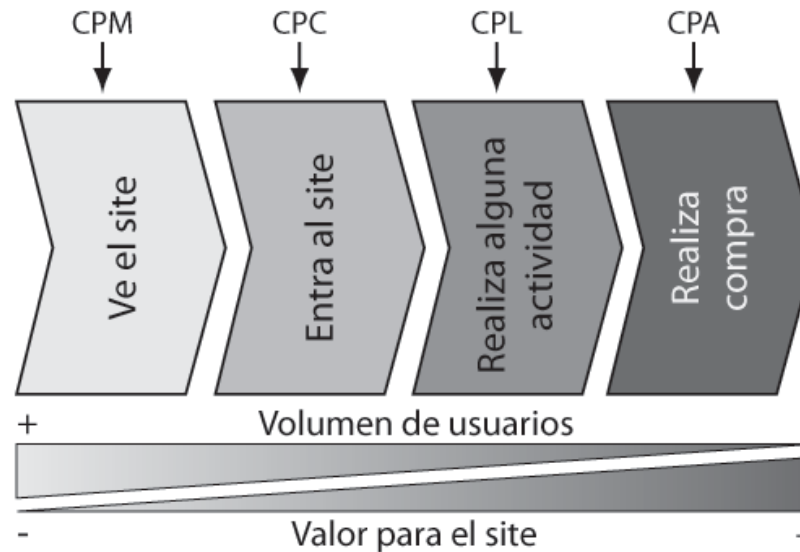 CPM CPC CPL CPA
Ve el site
Entra al site
Realiza alguna
actividad
Realiza
compra
+ Volumen de usuarios
- Valor para el site